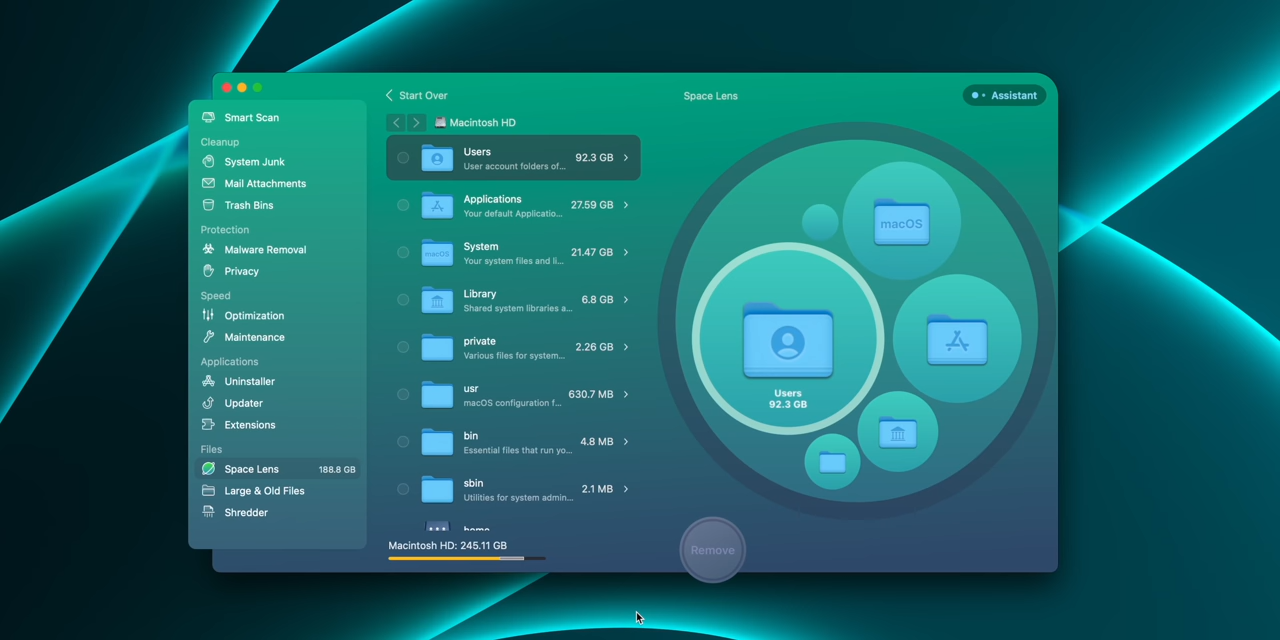 Start Over
Space Lens
Assistant
Smart Scan
Cleanup
System Junk
Mail Attachments
Trash Bins
Protection
Malware Removal
Privacy
Speed
Optimization
Maintenance
Applications
Uninstaller
Updater
Extensions
Files
Space Lens 188.8 GB
Large & Old Files
Shredder
Macintosh HD
Users
User account folders of...
92.3 GB
Applications
Your default Applicatio...
27.59 GB
System
Your system files and li...
21.47 GB
Library
Shared system libraries a...
6.8 GB
private
Various files for system...
2.26 GB
usr
macOS configuration f...
630.7 MB
bin
Essential files that run yo...
4.8 MB
sbin
Utilities for system admin...
2.1 MB
home
macOS
macOS
Users
92.3 GB
Macintosh HD: 245.11 GB
Remove